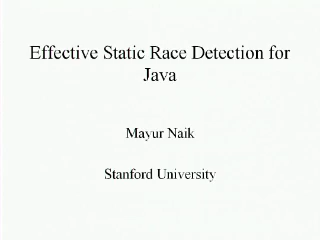 Effective Static Race Detection for
Java
Mayur Naik
Stanford University